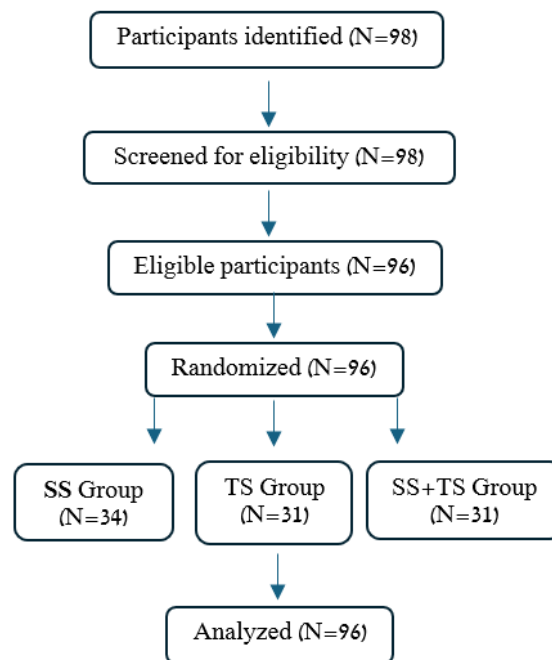 Participants identified (N=98)
Screened for eligibility (N=98)
Eligible participants (N=96)
Randomized (N=96)
SS Group
(N=34)
TS Group
(N=31)
SS+TS Group
(N=31)
Analyzed (N=96)